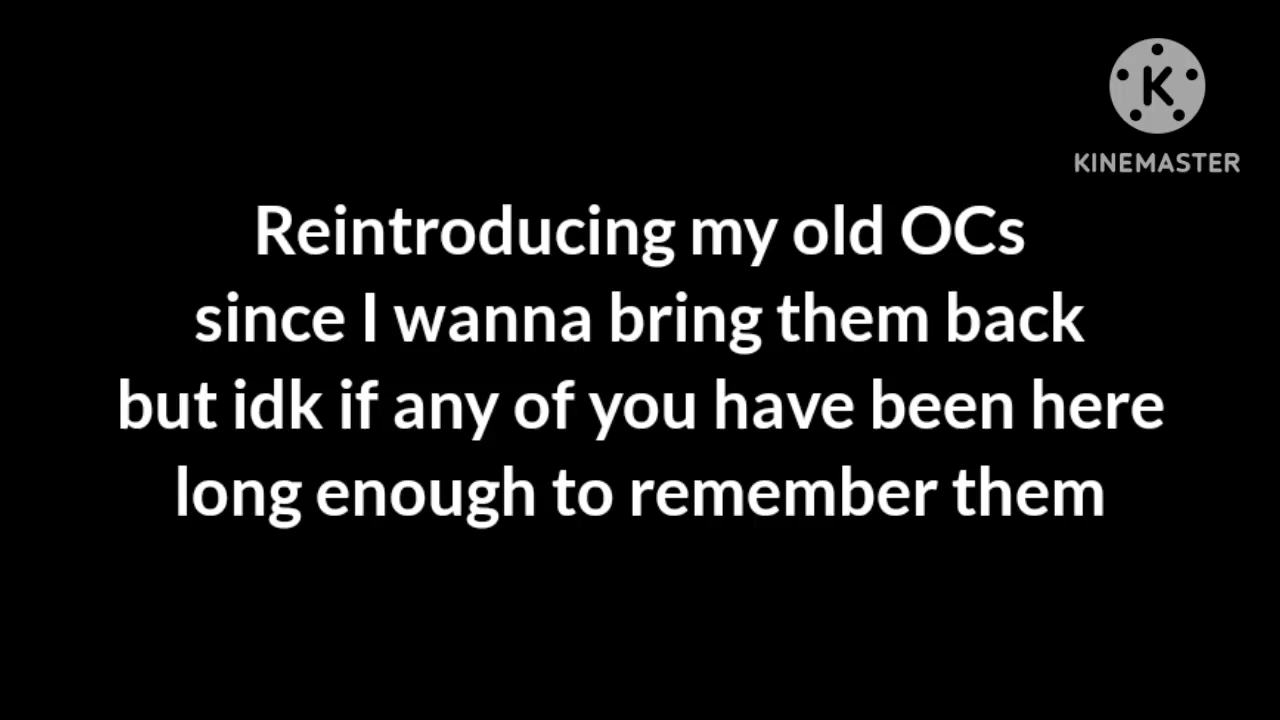 KINEMASTER
Reintroducing my old OCs
since I wanna bring them back
but idk if any of you have been here
long enough to remember them